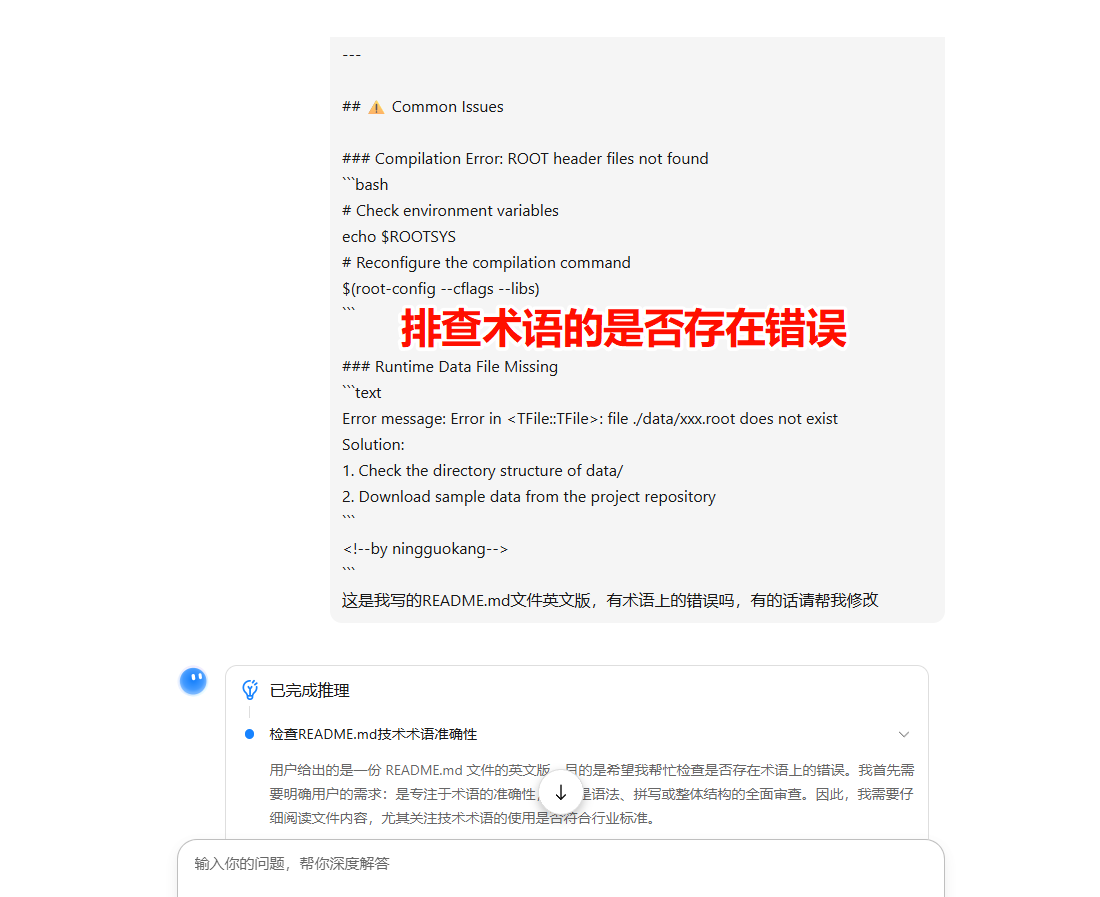 ---
## ⚠️ Common Issues
### Compilation Error: ROOT header files not found
```bash
# Check environment variables
echo $ROOTSYS
# Reconfigure the compilation command
$(root-config --cflags --libs)
```
排查术语的是否存在错误
### Runtime Data File Missing
```text
Error message: Error in <TFile::TFile>: file ./data/xxx.root does not exist
Solution:
1. Check the directory structure of data/
2. Download sample data from the project repository
```
<!--by ningguokang-->
```
这是我写的README.md文件英文版，有术语上的错误吗，有的话请帮我修改
已完成推理
检查README.md技术术语准确性
用户给出的是一份 README.md 文件的英文版，目的是希望我帮忙检查是否存在术语上的错误。我首先需
要明确用户的需求：是专注于术语的准确性，是语法、拼写或整体结构的全面审查。因此，我需要仔
细阅读文件内容，尤其关注技术术语的使用是否符合行业标准。
输入你的问题，帮你深度解答